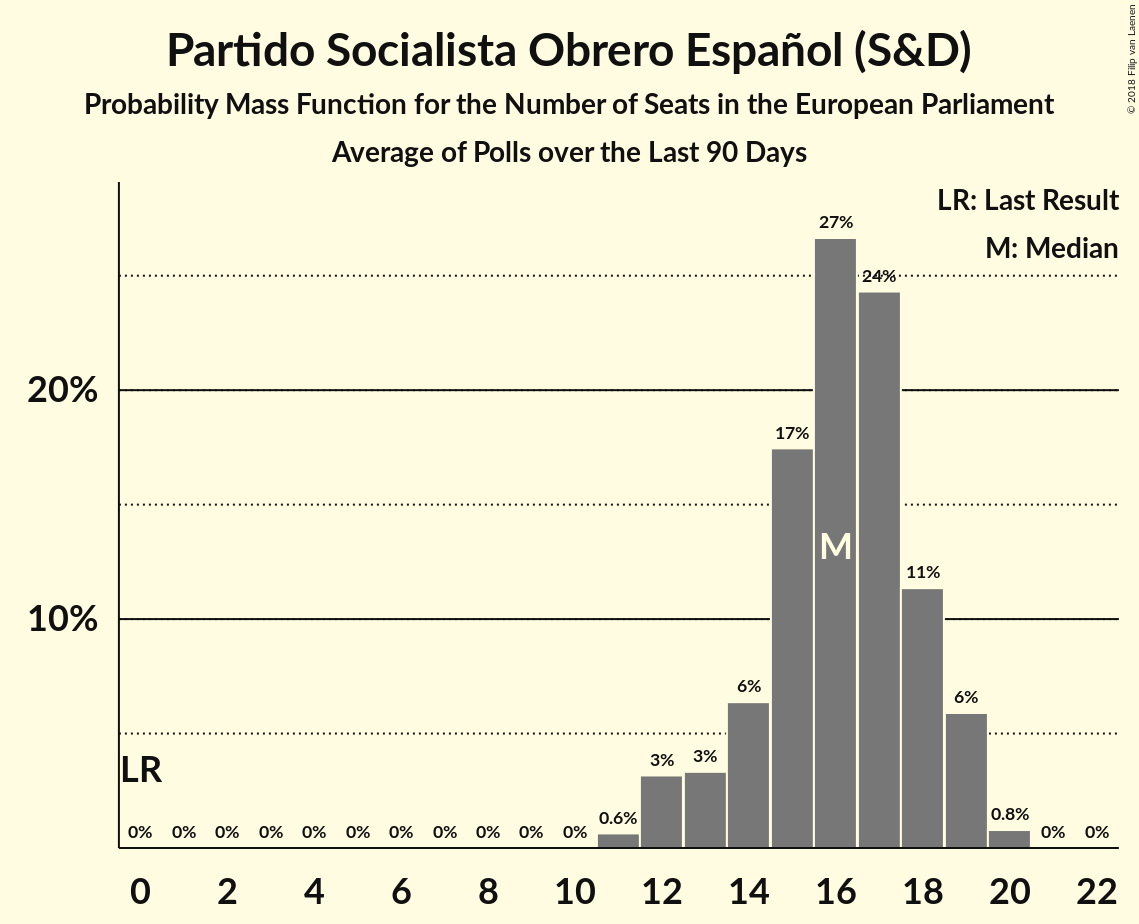 Partido Socialista Obrero Español (S&D)
Probability Mass Function for the Number of Seats in the European Parliament
Average of Polls over the Last 90 Days
© 2018 Filip van Laenen
LR: Last Result
M: Median
27%
24%
20%
17%
M
11%
10%
6%
6%
3%
3%
LR
0% 0% 0% 0% 0% 0% 0% 0% 0% 0% 0% 0.6% 0.8% 0% 0%
0 2 4 6 8 10 12 14 16 18 20 22